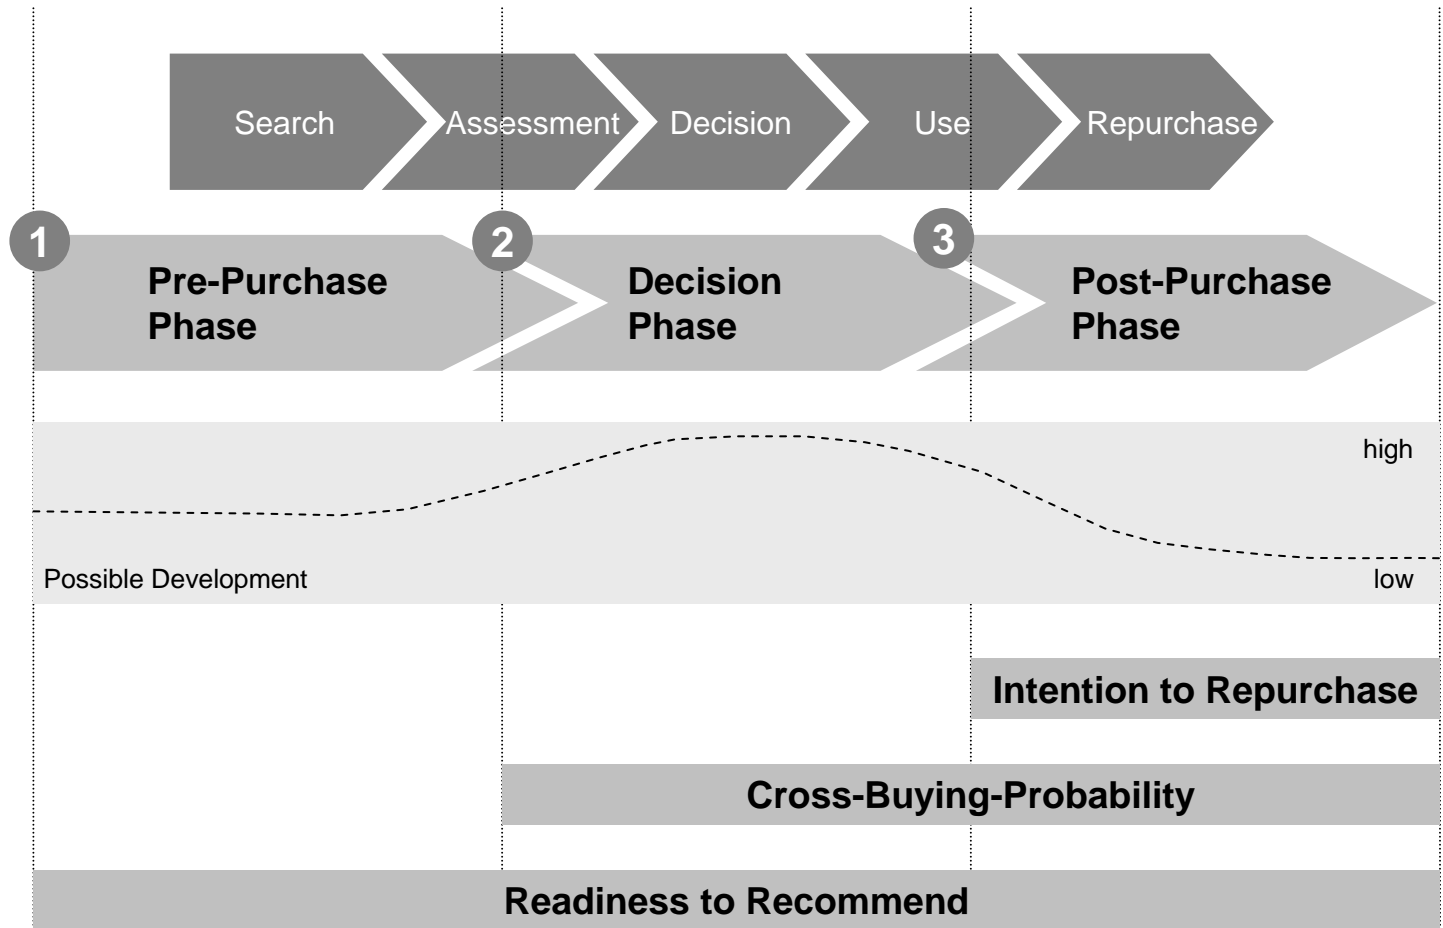 Search
Assessment
Decision
Use
Repurchase
1
2
3
Pre-Purchase
Phase
Decision
Phase
Post-Purchase
Phase
high
Possible Development
low
Intention to Repurchase
Cross-Buying-Probability
Readiness to Recommend